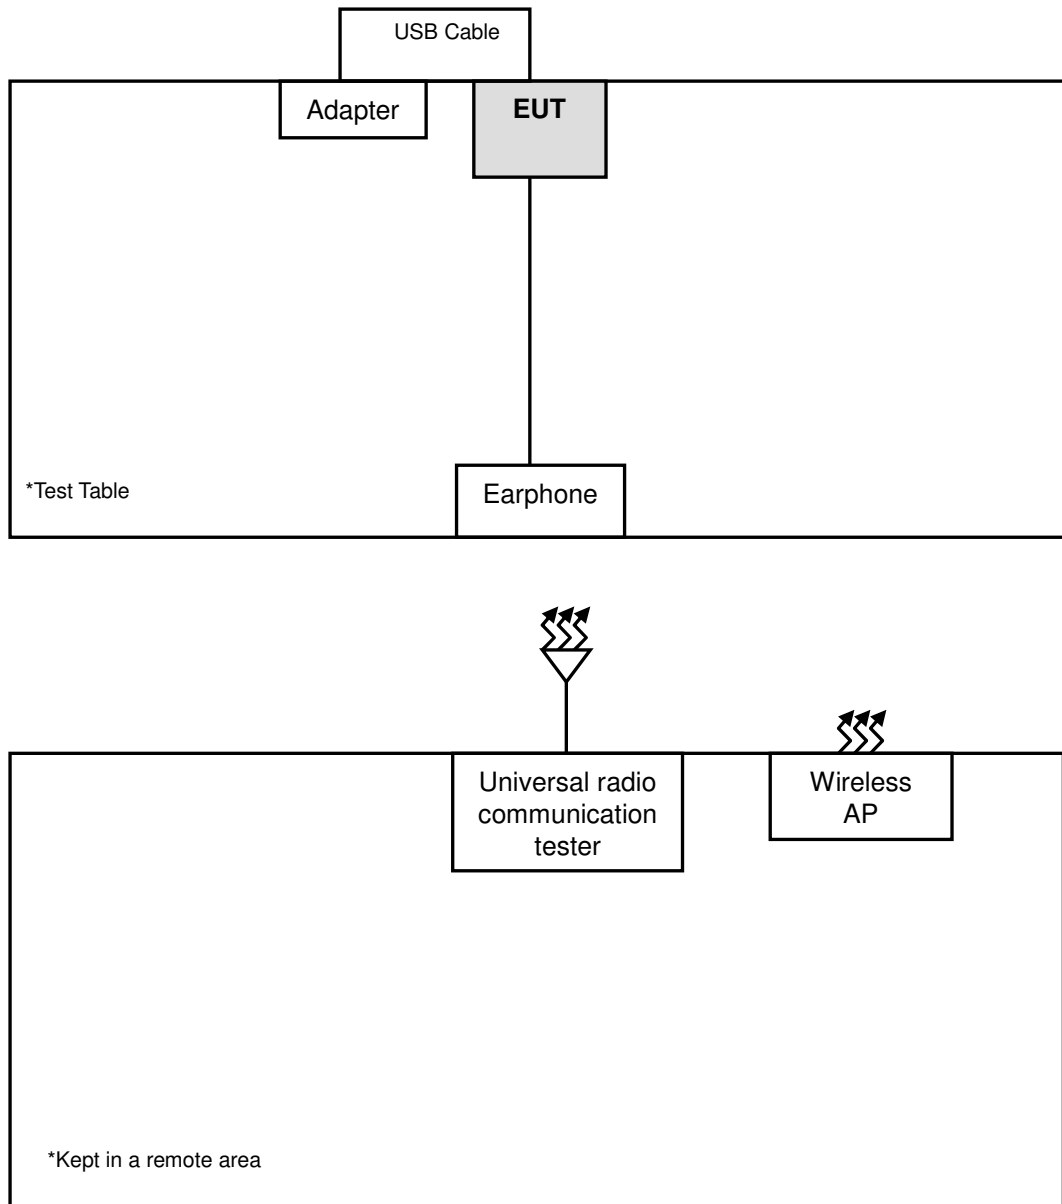 USB Cable
Adapter
EUT
*Test Table
Earphone
Universal radio
communication
tester
Wireless
AP
*Kept in a remote area